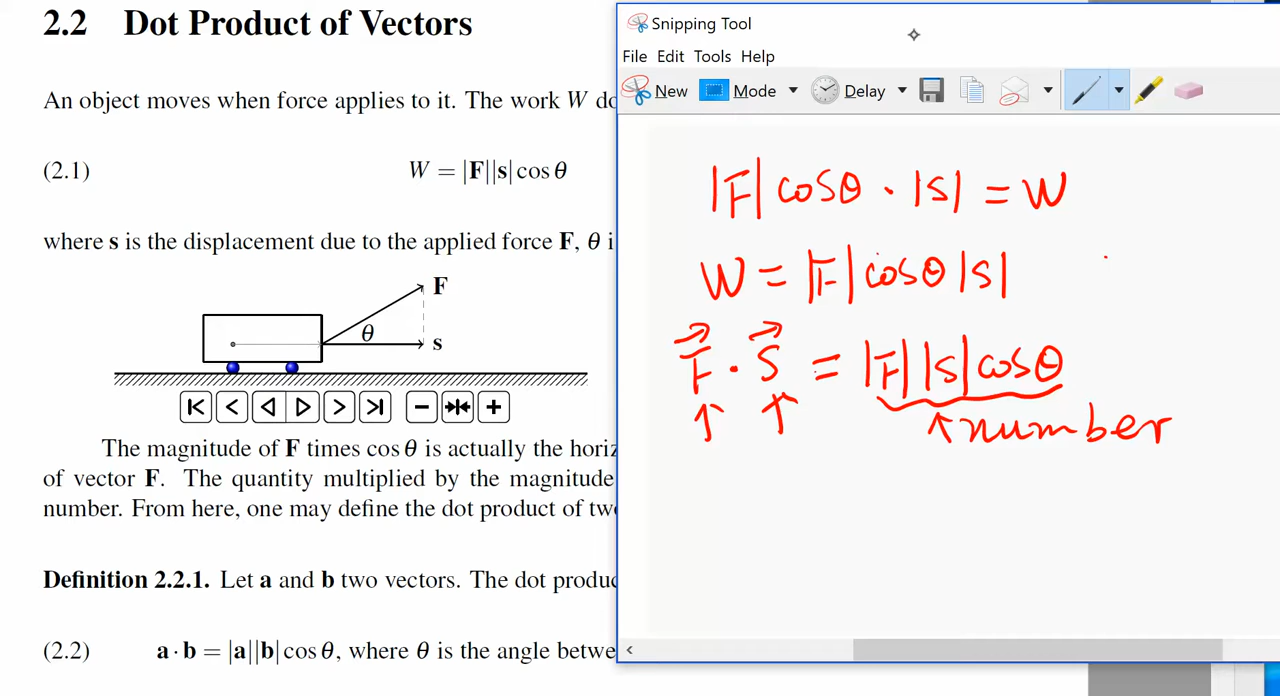 2.2 Dot Product of Vectors
An object moves when force applies to it. The work W do
(2.1) W = |F||s| cos θ
where s is the displacement due to the applied force F, θ i
F
θ
s
The magnitude of F times cos θ is actually the horiz
of vector F. The quantity multiplied by the magnitude
number. From here, one may define the dot product of two
Definition 2.2.1. Let a and b two vectors. The dot produc
(2.2) a · b = |a||b| cos θ, where θ is the angle betwe
Snipping Tool
File Edit Tools Help
New Mode Delay
|F| cosθ · |S| = W
W = |F| cosθ |S|
F⃗ · S⃗ = |F| |S| cosθ
↑ ↑ ↑ number